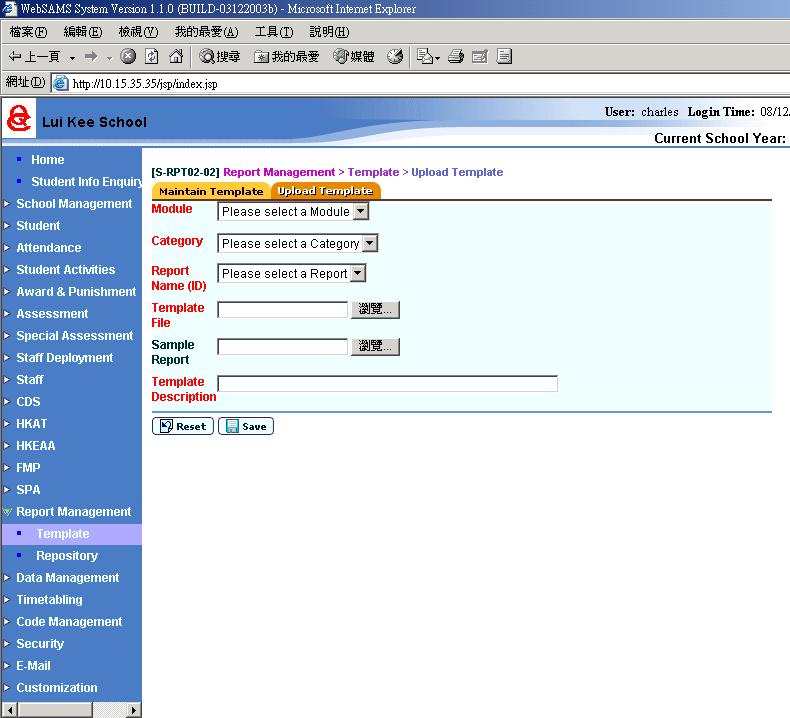 WebSAMS System Version 1.1.0 (BUILD-03122003b) - Microsoft Internet Explorer
檔案(F) 編輯(E) 檢視(V) 我的最愛(A) 工具(T) 說明(H)
上一頁 搜尋 我的最愛 媒體
網址(D) http://10.15.35.35/jsp/index.jsp
Lui Kee School
User: charles Login Time: 08/12
Current School Year:
Home
Student Info Enquiry
School Management
Student
Attendance
Student Activities
Award & Punishment
Assessment
Special Assessment
Staff Deployment
Staff
CDS
HKAT
HKEAA
FMP
SPA
Report Management
Template
Repository
Data Management
Timetabling
Code Management
Security
E-Mail
Customization
[S-RPT02-02] Report Management > Template > Upload Template
Maintain Template Upload Template
Module Please select a Module
Category Please select a Category
Report Name (ID) Please select a Report
Template File 瀏覽...
Sample Report 瀏覽...
Template Description
Reset Save